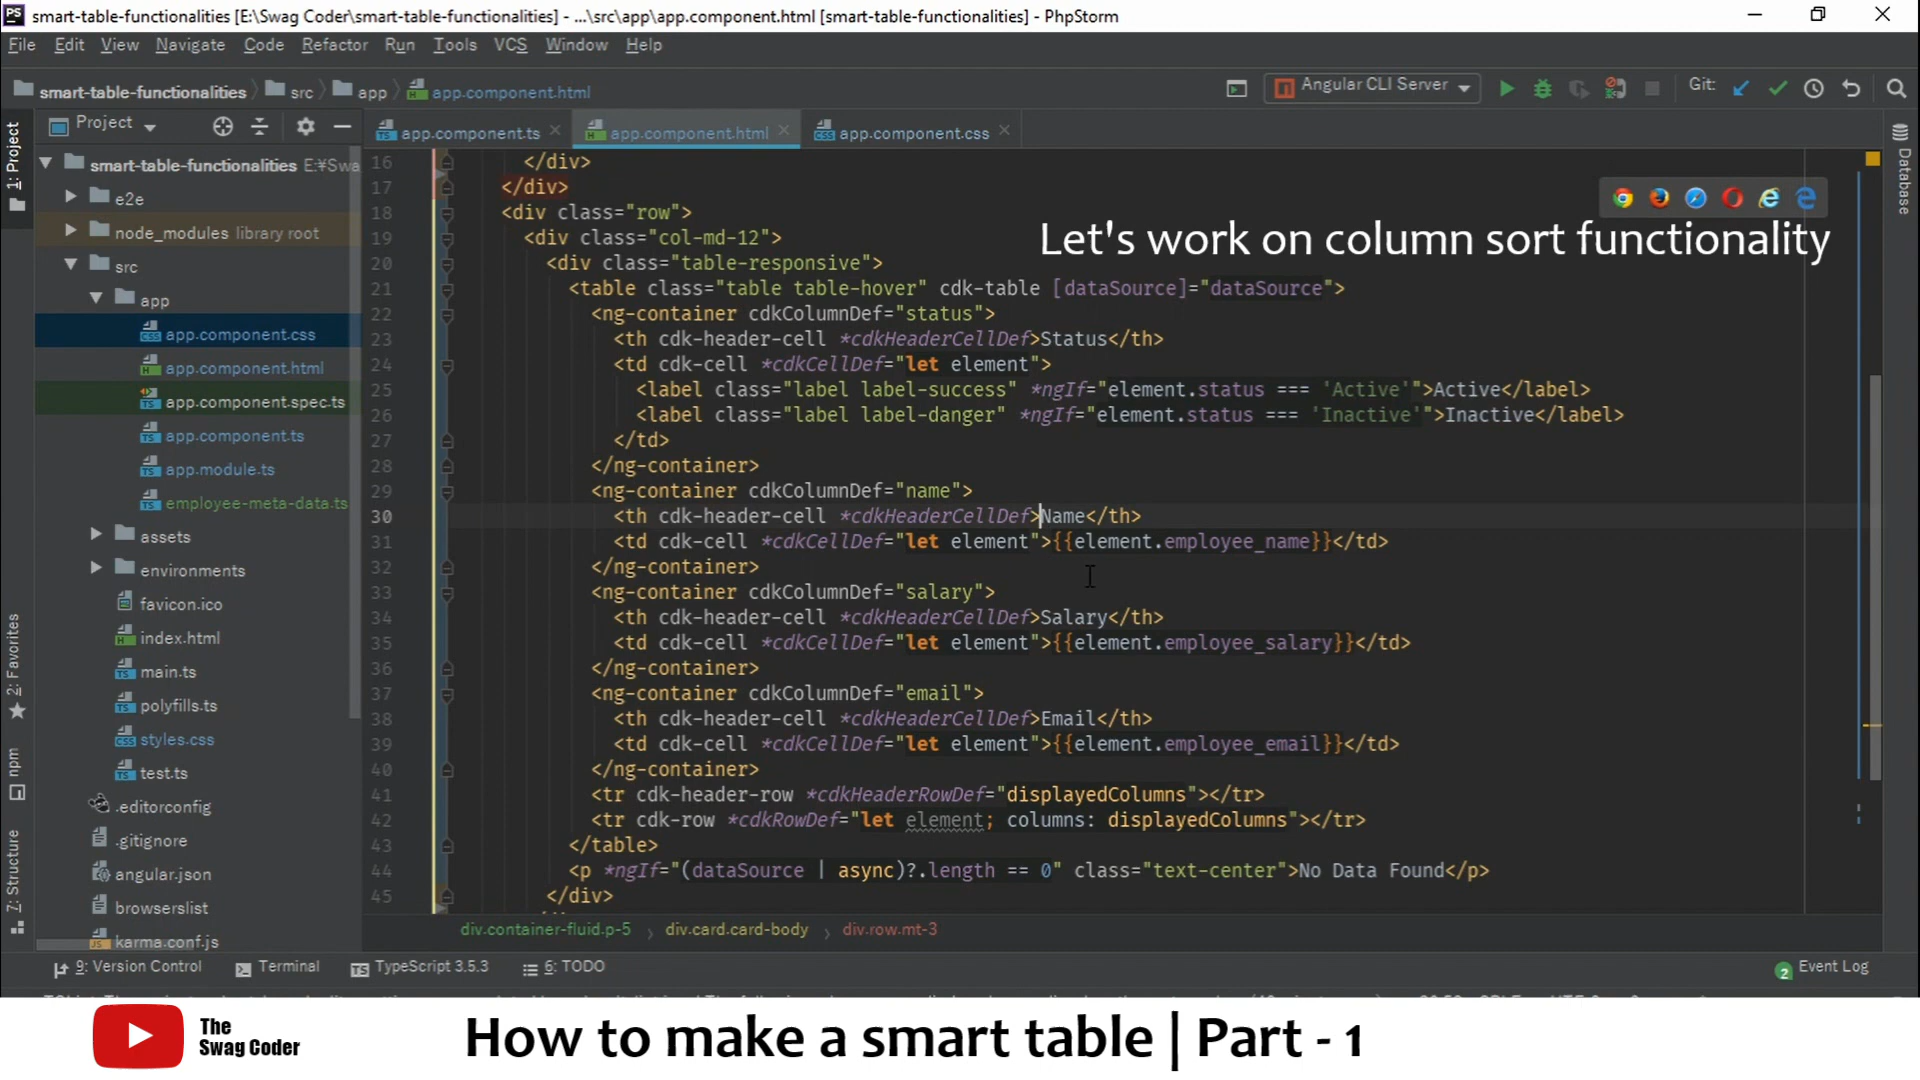 smart-table-functionalities [E:\Swag Coder\smart-table-functionalities] - ...\src\app\app.component.html [smart-table-functionalities] - PhpStorm
File Edit View Navigate Code Refactor Run Tools VCS Window Help
smart-table-functionalities src app app.component.html Angular CLI Server Git:
Project app.component.ts app.component.html app.component.css
1: Project
2: Favorites
npm
7: Structure
Database
smart-table-functionalities E:¥Swa
e2e
node_modules library root
src
app
app.component.css
app.component.html
app.component.spec.ts
app.component.ts
app.module.ts
employee-meta-data.ts
assets
environments
favicon.ico
index.html
main.ts
polyfills.ts
styles.css
test.ts
.editorconfig
.gitignore
angular.json
browserslist
karma.conf.js
Let's work on column sort functionality
16 </div>
17 </div>
18 <div class="row">
19 <div class="col-md-12">
20 <div class="table-responsive">
21 <table class="table table-hover" cdk-table [dataSource]="dataSource">
22 <ng-container cdkColumnDef="status">
23 <th cdk-header-cell *cdkHeaderCellDef>Status</th>
24 <td cdk-cell *cdkCellDef="let element">
25 <label class="label label-success" *ngIf="element.status === 'Active'">Active</label>
26 <label class="label label-danger" *ngIf="element.status === 'Inactive'">Inactive</label>
27 </td>
28 </ng-container>
29 <ng-container cdkColumnDef="name">
30 <th cdk-header-cell *cdkHeaderCellDef>Name</th>
31 <td cdk-cell *cdkCellDef="let element">{{element.employee_name}}</td>
32 </ng-container>
33 <ng-container cdkColumnDef="salary">
34 <th cdk-header-cell *cdkHeaderCellDef>Salary</th>
35 <td cdk-cell *cdkCellDef="let element">{{element.employee_salary}}</td>
36 </ng-container>
37 <ng-container cdkColumnDef="email">
38 <th cdk-header-cell *cdkHeaderCellDef>Email</th>
39 <td cdk-cell *cdkCellDef="let element">{{element.employee_email}}</td>
40 </ng-container>
41 <tr cdk-header-row *cdkHeaderRowDef="displayedColumns"></tr>
42 <tr cdk-row *cdkRowDef="let element; columns: displayedColumns"></tr>
43 </table>
44 <p *ngIf="(dataSource | async)?.length == 0" class="text-center">No Data Found</p>
45 </div>
div.container-fluid.p-5 div.card.card-body div.row.mt-3
9: Version Control Terminal TypeScript 3.5.3 6: TODO 2 Event Log
The
Swag Coder
How to make a smart table | Part - 1